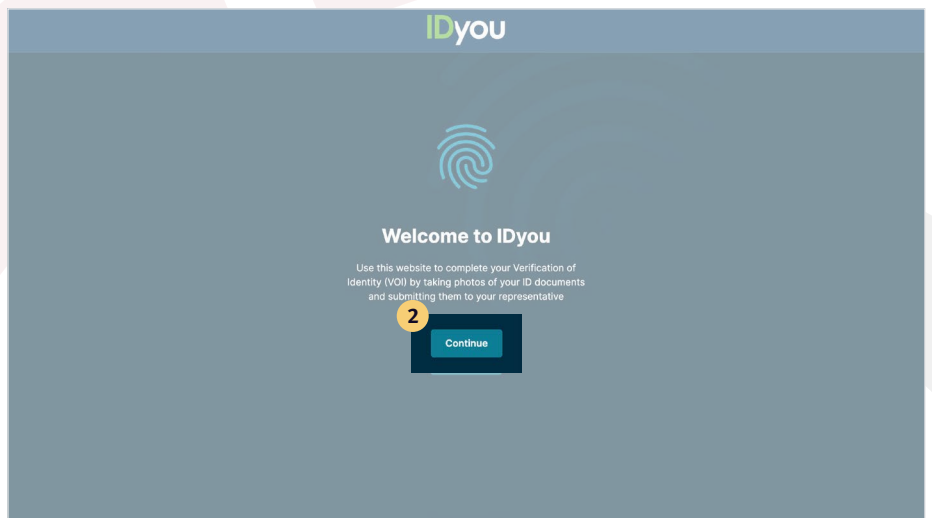 IDyou
Welcome to IDyou
Use this website to complete your Verification of
Identity (VOI) by taking photos of your ID documents
and submitting them to your representative
2
Continue